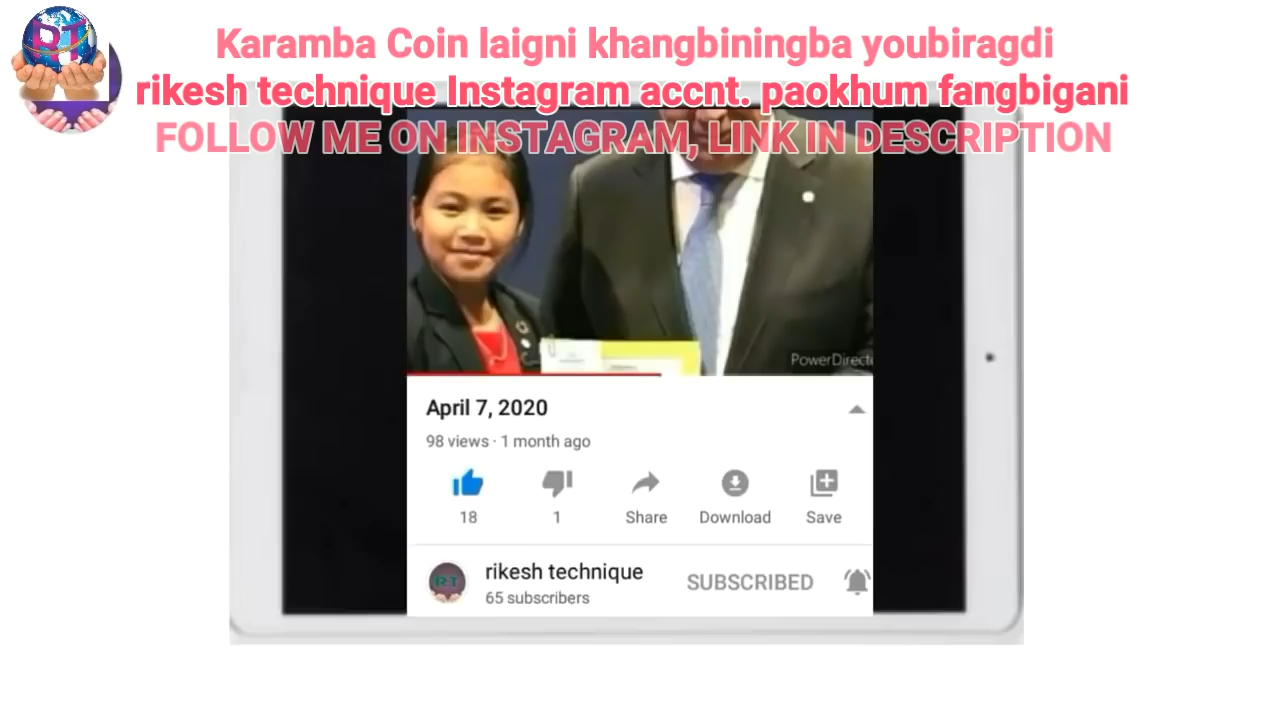 Karamba Coin laigni khangbiningba youbiragdi
rikesh technique Instagram accnt. paokhum fangbigani
FOLLOW ME ON INSTAGRAM, LINK IN DESCRIPTION
April 7, 2020
98 views · 1 month ago
18
1
Share
Download
Save
RT
rikesh technique
65 subscribers
SUBSCRIBED